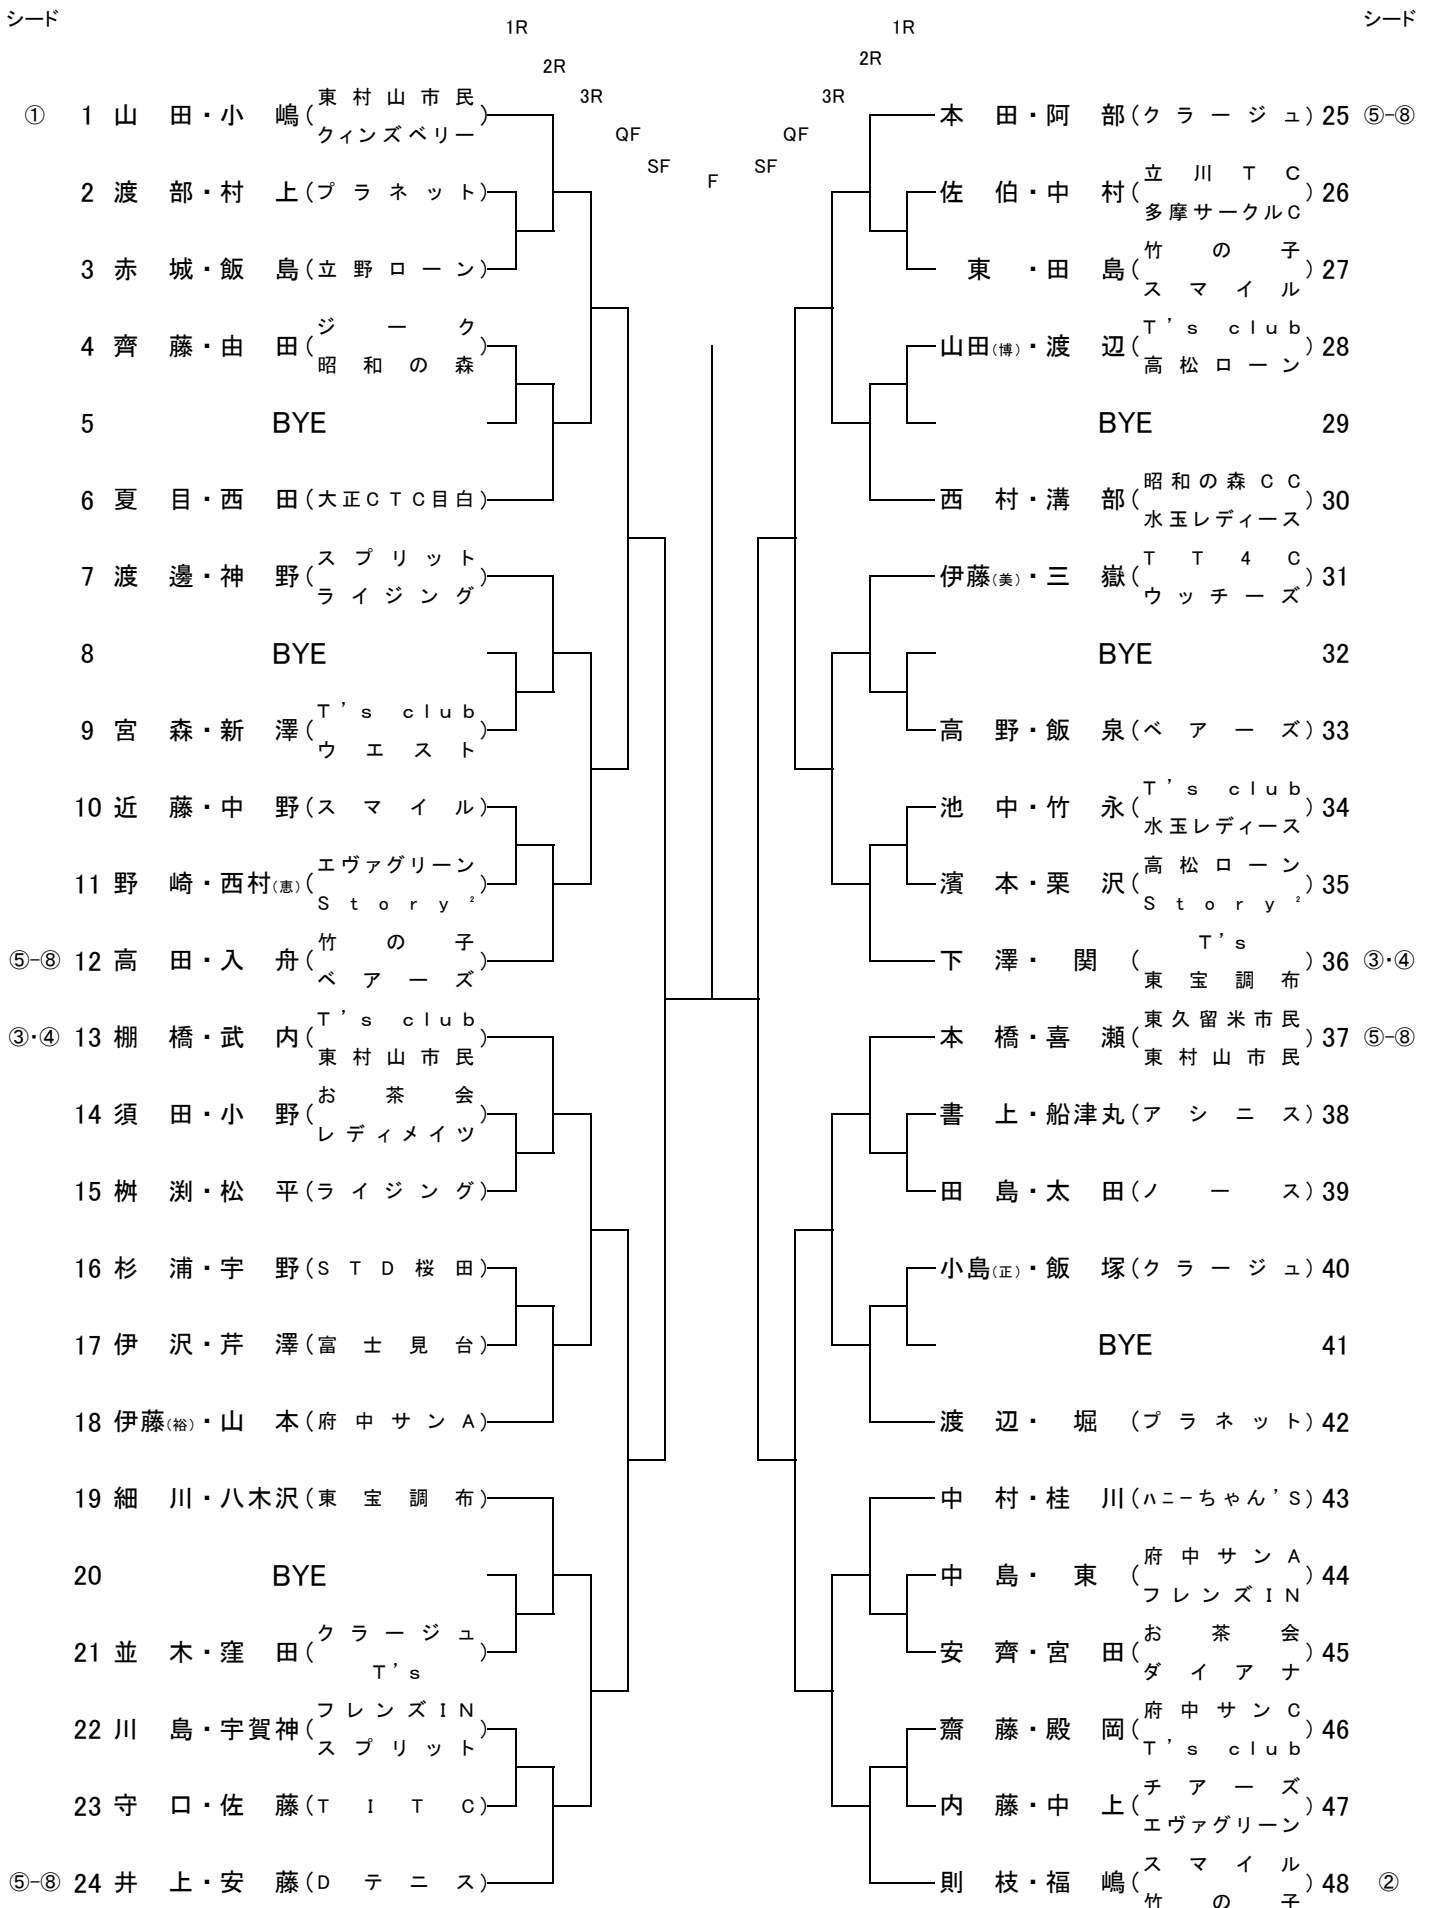 シード シード
1R 1R
2R 2R
3R 3R
QF QF
SF SF
F
① 1 山田・小嶋(東村山市民 クィンズベリー)
2 渡部・村上(プラネット)
3 赤城・飯島(立野ローン)
4 齊藤・由田(ジーク 昭和の森)
5 BYE
6 夏目・西田(大正CTC目白)
7 渡邊・神野(スプリット ライジング)
8 BYE
9 宮森・新澤(T's club ウエスト)
10 近藤・中野(スマイル)
11 野崎・西村(恵)(エヴァグリーン Story²)
⑤-⑧ 12 高田・入舟(竹の子 ベアーズ)
③・④ 13 棚橋・武内(T's club 東村山市民)
14 須田・小野(お茶会 レディメイツ)
15 桝渕・松平(ライジング)
16 杉浦・宇野(STD桜田)
17 伊沢・芹澤(富士見台)
18 伊藤(裕)・山本(府中サンA)
19 細川・八木沢(東宝調布)
20 BYE
21 並木・窪田(クラージュ T's)
22 川島・宇賀神(フレンズIN スプリット)
23 守口・佐藤(TITC)
⑤-⑧ 24 井上・安藤(Dテニス)
本田・阿部(クラージュ) 25 ⑤-⑧
佐伯・中村(立川TC 多摩サークルC) 26
東・田島(竹の子 スマイル) 27
山田(博)・渡辺(T's club 高松ローン) 28
BYE 29
西村・溝部(昭和の森CC 水玉レディース) 30
伊藤(美)・三嶽(TT4C ウッチーズ) 31
BYE 32
高野・飯泉(ベアーズ) 33
池中・竹永(T's club 水玉レディース) 34
濱本・栗沢(高松ローン Story²) 35
下澤・関(T's 東宝調布) 36 ③・④
本橋・喜瀬(東久留米市民 東村山市民) 37 ⑤-⑧
書上・船津丸(アシニス) 38
田島・太田(ノース) 39
小島(正)・飯塚(クラージュ) 40
BYE 41
渡辺・堀(プラネット) 42
中村・桂川(ハニーちゃん'S) 43
中島・東(府中サンA フレンズIN) 44
安齊・宮田(お茶会 ダイアナ) 45
齋藤・殿岡(府中サンC T's club) 46
内藤・中上(チアーズ エヴァグリーン) 47
則枝・福嶋(スマイル 竹の子) 48 ②